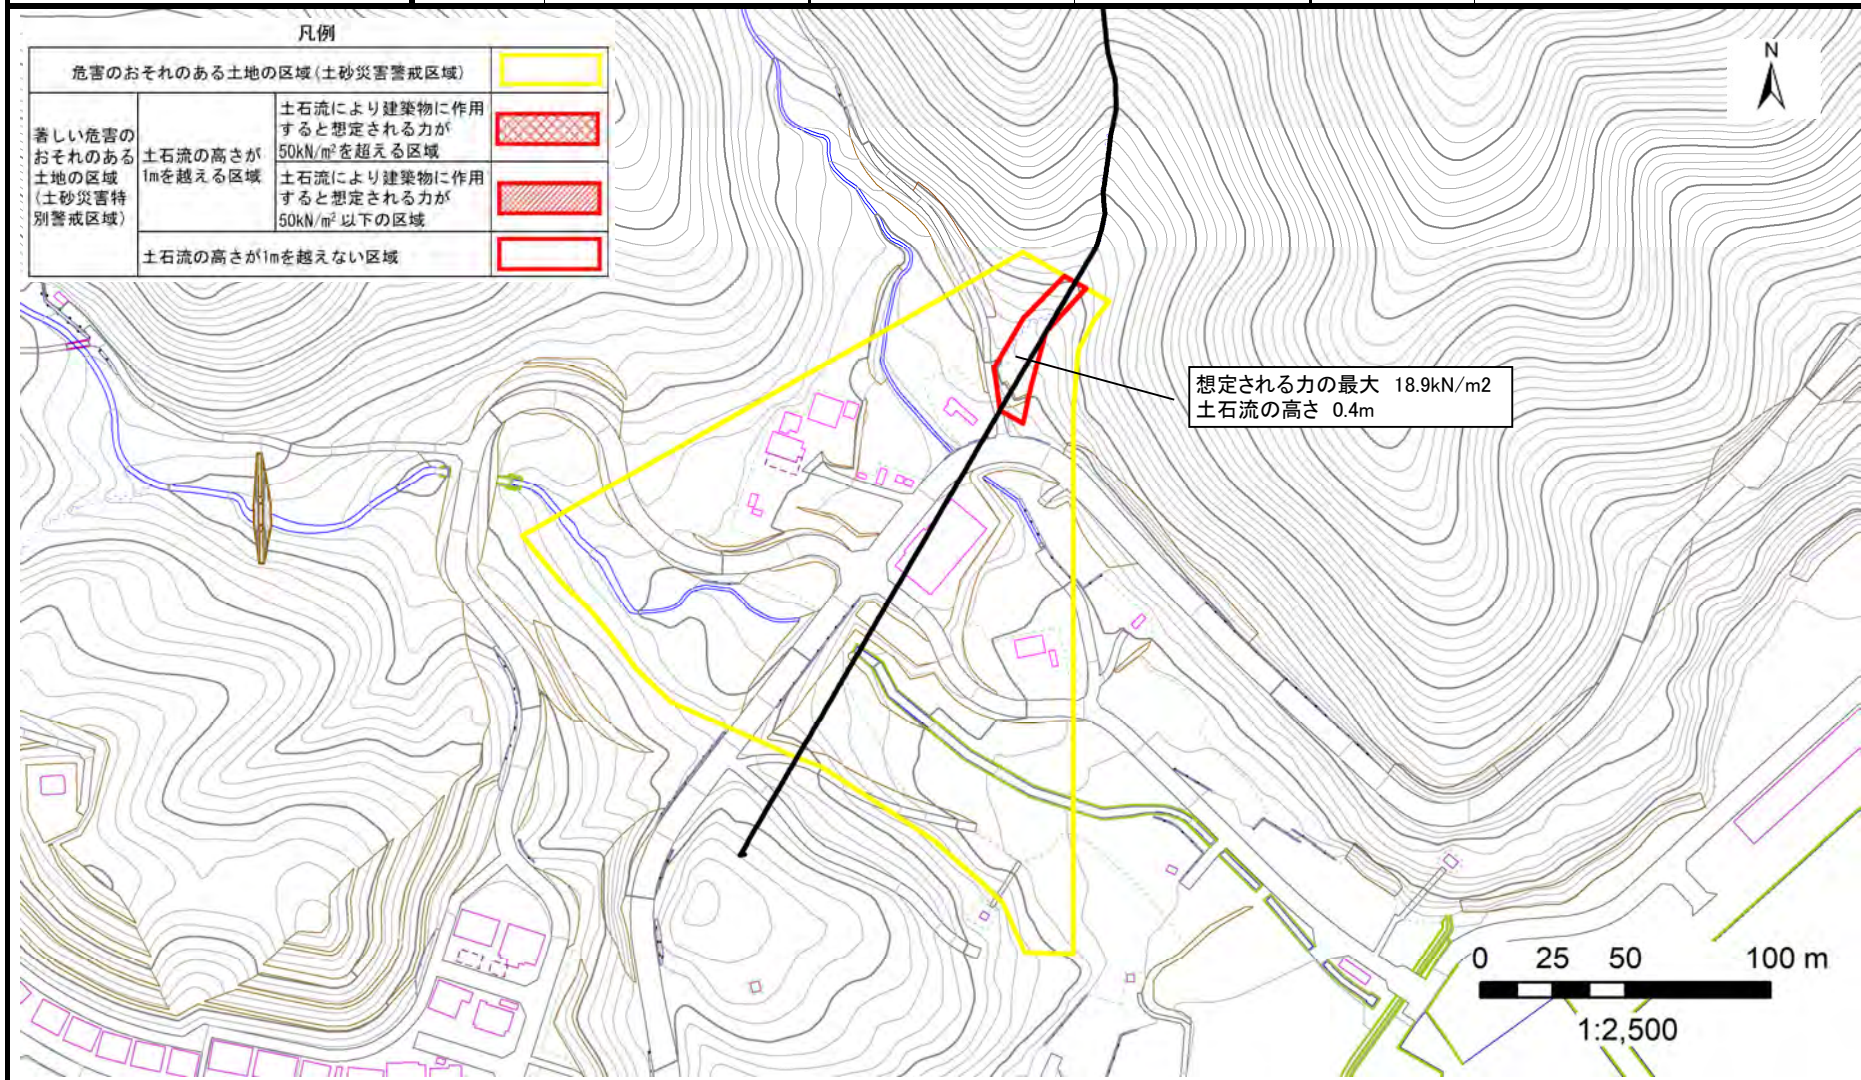 凡例
危害のおそれのある土地の区域(土砂災害警戒区域)
著しい危害の
おそれのある
土地の区域
(土砂災害特
別警戒区域)
土石流の高さが
1mを越える区域
土石流により建築物に作用
すると想定される力が
50kN/m²を超える区域
土石流により建築物に作用
すると想定される力が
50kN/m²以下の区域
土石流の高さが1mを越えない区域
N
想定される力の最大 18.9kN/m2
土石流の高さ 0.4m
0 25 50 100 m
1:2,500